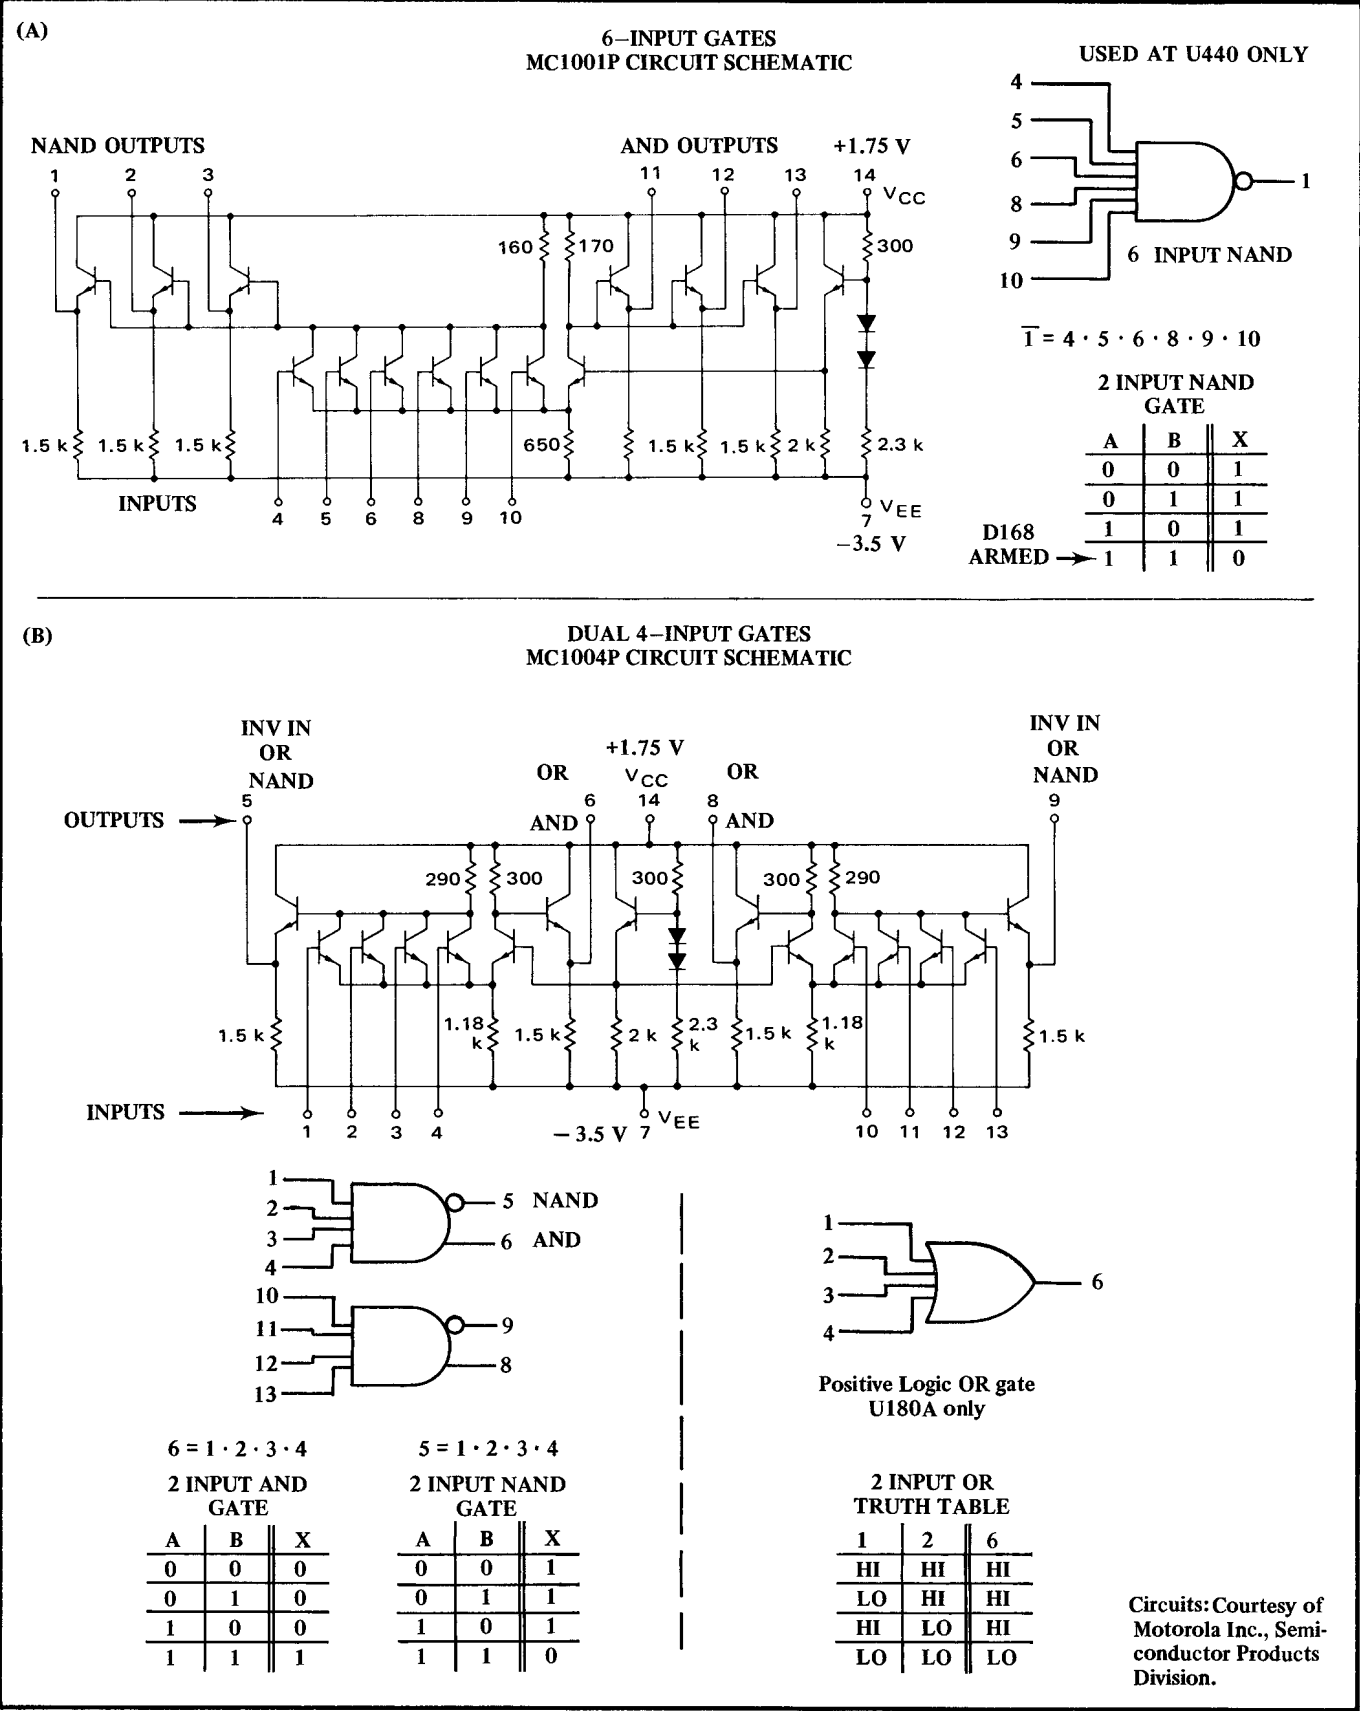 (A)
6–INPUT GATES
MC1001P CIRCUIT SCHEMATIC
USED AT U440 ONLY
4
5
6
8
9
10
1
6 INPUT NAND
1̅ = 4 · 5 · 6 · 8 · 9 · 10
2 INPUT NAND
GATE
A B X
0 0 1
0 1 1
1 0 1
D168
ARMED 1 1 0
NAND OUTPUTS
1 2 3
AND OUTPUTS
11 12 13
+1.75 V
14 VCC
160 170 300
1.5 k 1.5 k 1.5 k 650 1.5 k 1.5 k 2 k 2.3 k
INPUTS
4 5 6 8 9 10
7 VEE
–3.5 V
(B)
DUAL 4–INPUT GATES
MC1004P CIRCUIT SCHEMATIC
INV IN
OR
NAND
5
OUTPUTS
OR
6
AND
+1.75 V
VCC
14
OR
8
AND
INV IN
OR
NAND
9
290 300 300 300 290
1.5 k 1.18 k 1.5 k 2 k 2.3 k 1.5 k 1.18 k 1.5 k
INPUTS
1 2 3 4
– 3.5 V 7 VEE
10 11 12 13
1
2
3
4
5 NAND
6 AND
10
11
12
13
9
8
6 = 1 · 2 · 3 · 4
2 INPUT AND
GATE
A B X
0 0 0
0 1 0
1 0 0
1 1 1
5 = 1 · 2 · 3 · 4
2 INPUT NAND
GATE
A B X
0 0 1
0 1 1
1 0 1
1 1 0
1
2
3
4
6
Positive Logic OR gate
U180A only
2 INPUT OR
TRUTH TABLE
1 2 6
HI HI HI
LO HI HI
HI LO HI
LO LO LO
Circuits: Courtesy of
Motorola Inc., Semi-
conductor Products
Division.